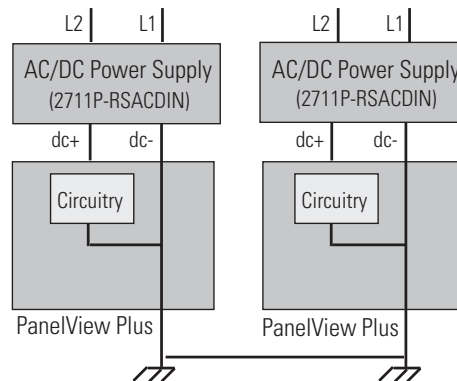 L2 L1 L2 L1
AC/DC Power Supply AC/DC Power Supply
(2711P-RSACDIN) (2711P-RSACDIN)
dc+ dc- dc+ dc-
Circuitry Circuitry
PanelView Plus PanelView Plus